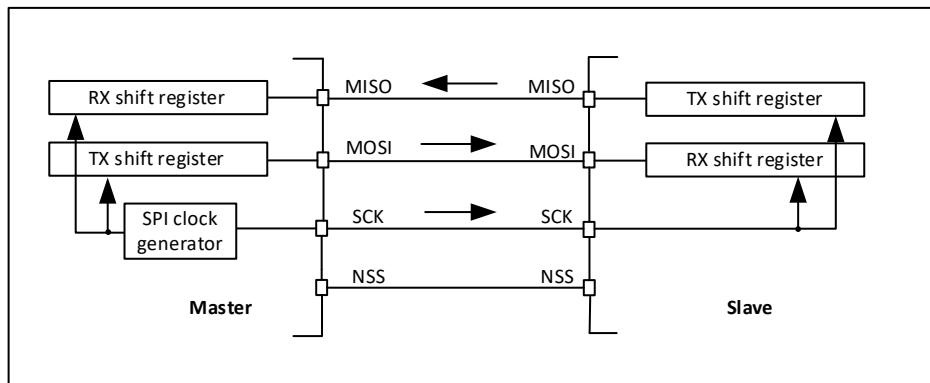 RX shift register
MISO
MISO
TX shift register
TX shift register
MOSI
MOSI
RX shift register
SPI clock
generator
SCK
SCK
NSS
NSS
Master
Slave